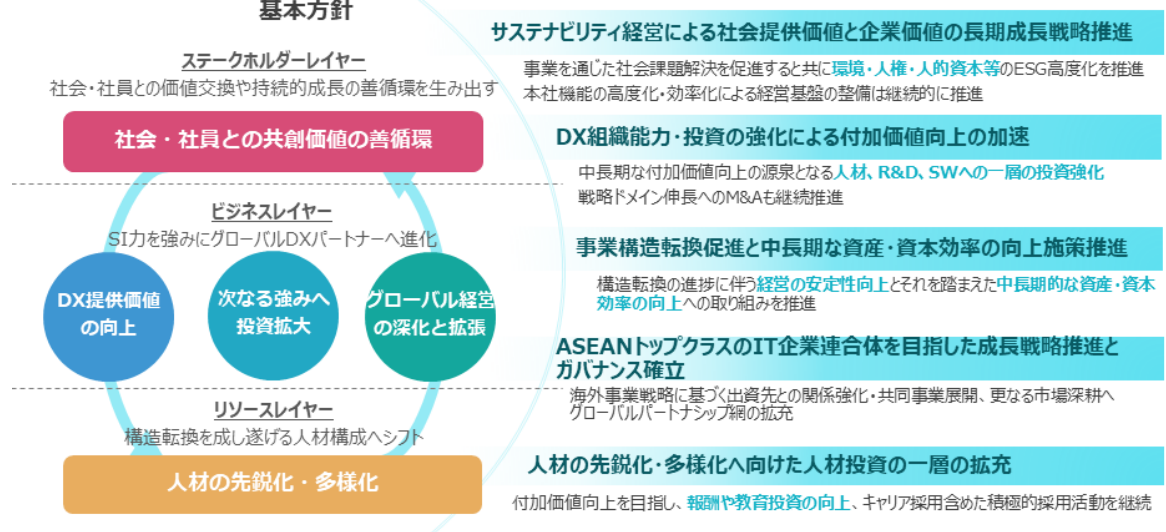 基本方針
ステークホルダーレイヤー
社会・社員との価値交換や持続的成長の善循環を生み出す
社会・社員との共創価値の善循環
ビジネスレイヤー
SI力を強みにグローバルDXパートナーへ進化
DX提供価値
の向上
次なる強みへ
投資拡大
グローバル経営
の深化と拡張
リソースレイヤー
構造転換を成し遂げる人材構成へシフト
人材の先鋭化・多様化
サステナビリティ経営による社会提供価値と企業価値の長期成長戦略推進
事業を通じた社会課題解決を促進すると共に環境・人権・人的資本等のESG高度化を推進
本社機能の高度化・効率化による経営基盤の整備は継続的に推進
DX組織能力・投資の強化による付加価値向上の加速
中長期な付加価値向上の源泉となる人材、R&D、SWへの一層の投資強化
戦略ドメイン伸長へのM&Aも継続推進
事業構造転換促進と中長期な資産・資本効率の向上施策推進
構造転換の進捗に伴う経営の安定性向上とそれを踏まえた中長期的な資産・資本
効率の向上への取り組みを推進
ASEANトップクラスのIT企業連合体を目指した成長戦略推進と
ガバナンス確立
海外事業戦略に基づく出資先との関係強化・共同事業展開、更なる市場深耕へ
グローバルパートナシップ網の拡充
人材の先鋭化・多様化へ向けた人材投資の一層の拡充
付加価値向上を目指し、報酬や教育投資の向上、キャリア採用含めた積極的採用活動を継続